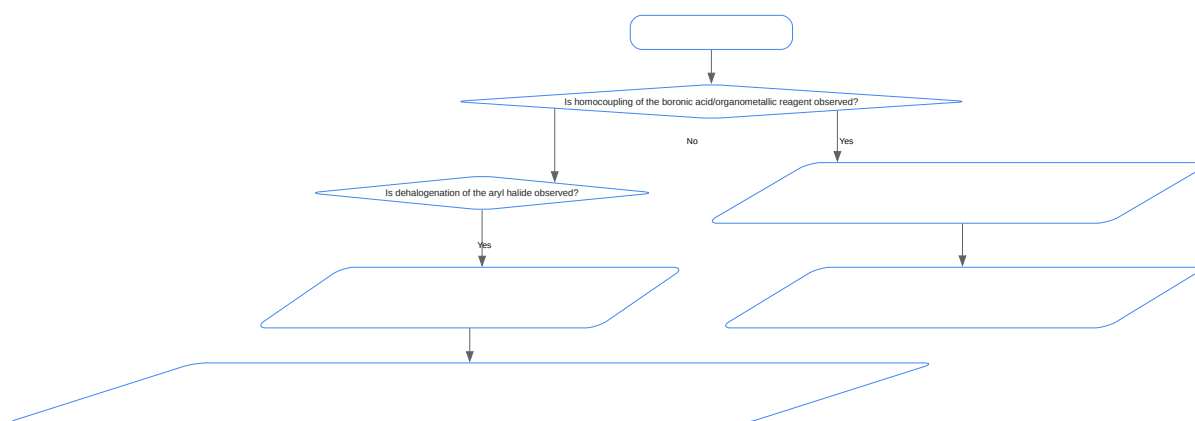 Is homocoupling of the boronic acid/organometallic reagent observed?
No
Yes
Is dehalogenation of the aryl halide observed?
Yes